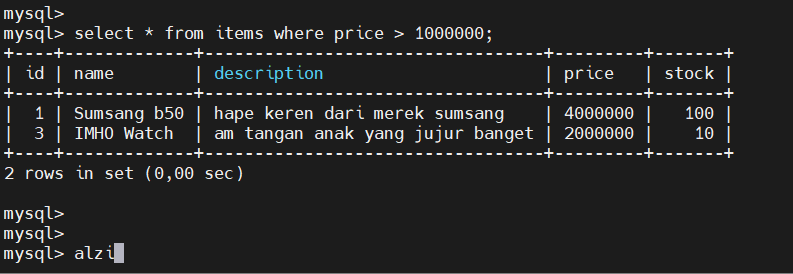 mysql>
mysql> select * from items where price > 1000000;
+----+-------------+---------------------------------+---------+-------+
| id | name        | description                     | price   | stock |
+----+-------------+---------------------------------+---------+-------+
|  1 | Sumsang b50 | hape keren dari merek sumsang   | 4000000 |   100 |
|  3 | IMHO Watch  | am tangan anak yang jujur banget | 2000000 |    10 |
+----+-------------+---------------------------------+---------+-------+
2 rows in set (0,00 sec)
mysql>
mysql>
mysql> alzi